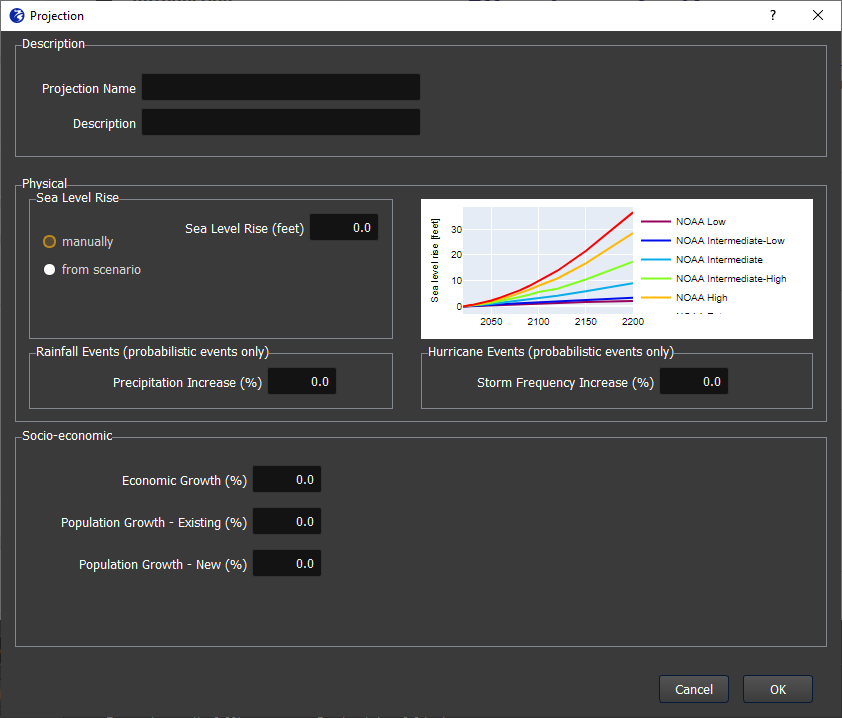 Projection
?
Description
Projection Name
Description
Physical
Sea Level Rise
Sea Level Rise (feet) 0.0
manually
from scenario
Sea level rise [feet]
30
20
10
0
2050 2100 2150 2200
NOAA Low
NOAA Intermediate-Low
NOAA Intermediate
NOAA Intermediate-High
NOAA High
Rainfall Events (probabilistic events only)
Precipitation Increase (%) 0.0
Hurricane Events (probabilistic events only)
Storm Frequency Increase (%) 0.0
Socio-economic
Economic Growth (%) 0.0
Population Growth - Existing (%) 0.0
Population Growth - New (%) 0.0
Cancel OK